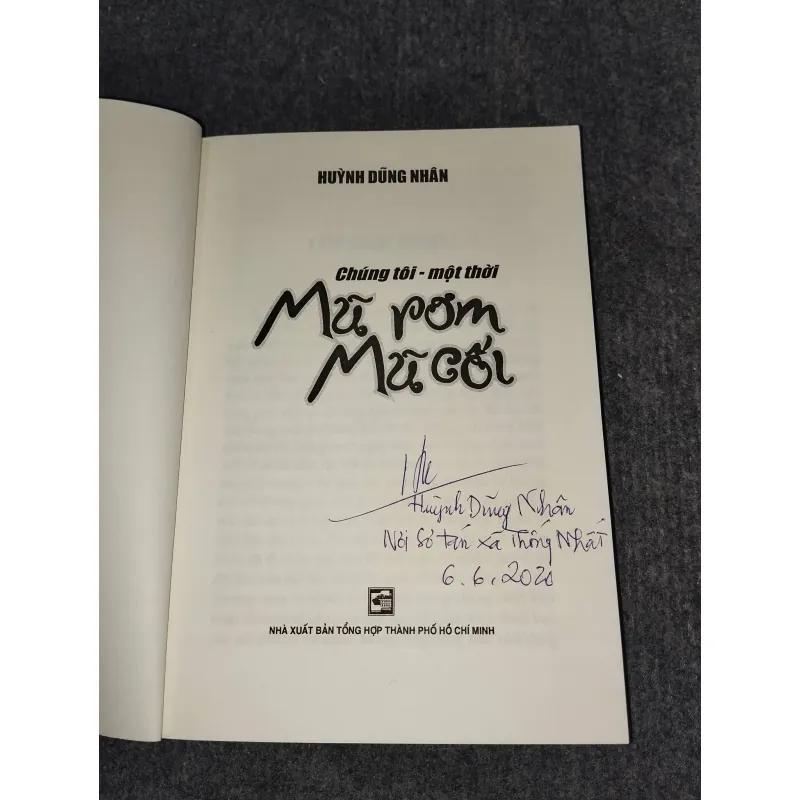 HUỲNH DŨNG NHÂN
Chúng tôi - một thời
Mũ rơm
Mũ cối
Huỳnh Dũng Nhân
Nơi Sơ tán xã Thống Nhất
6.6.2020
NHÀ XUẤT BẢN TỔNG HỢP THÀNH PHỐ HỒ CHÍ MINH